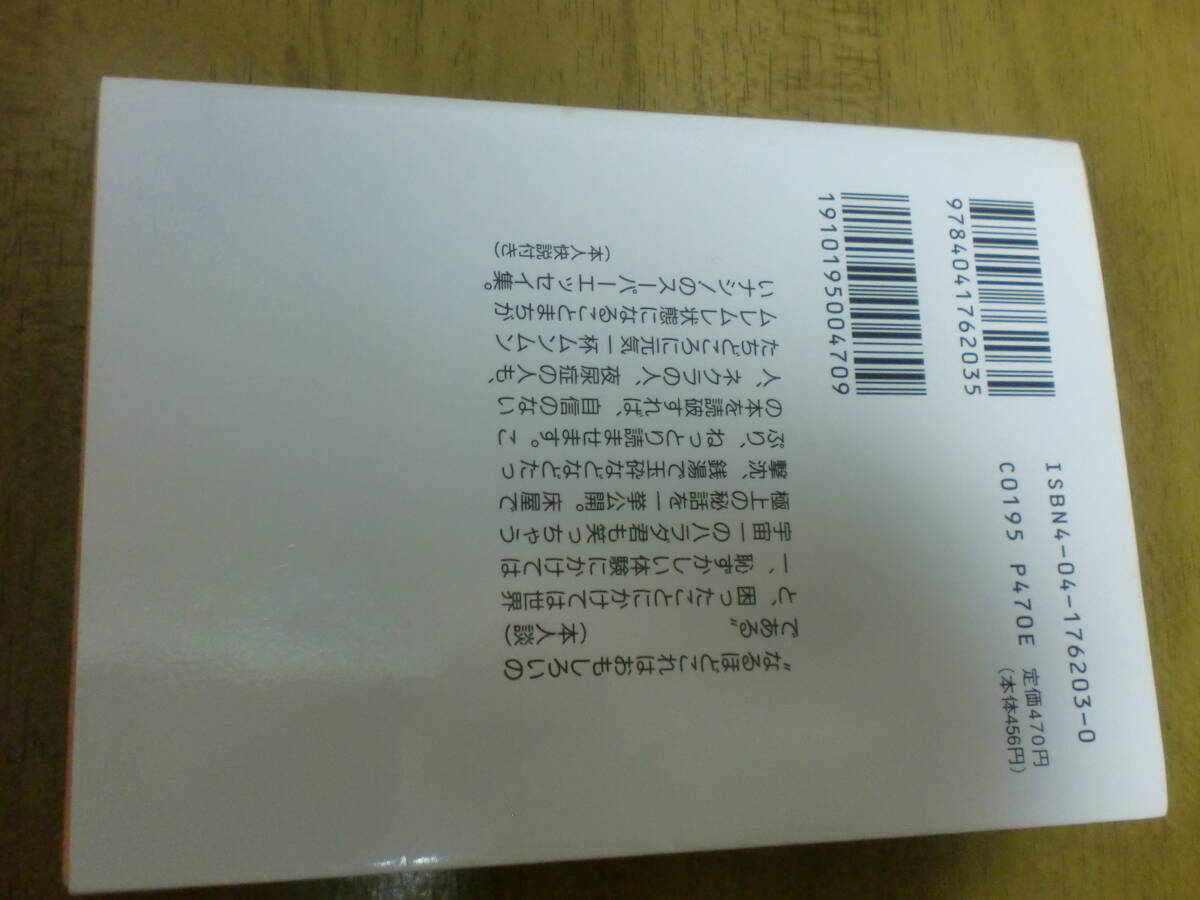 9784041762035
1910195004709
ISBN4-04-176203-0
C0195 P470E
定価470円
(本体456円)
“なるほどこれはおもしろいの
である” (本人談)
と、困ったことにかけては世界
一、恥ずかしい体験にかけては
宇宙一のハラダ君も笑っちゃう
極上の秘話を一挙公開。床屋で
撃沈、銭湯で玉砕などなどたっ
ぷり、ねっとり読ませます。こ
の本を読破すれば、自信のない
人、ネクラの人、夜尿症の人も、
たちどころに元気一杯ムンムン
ムレムレ状態になることまちが
いナシノのスーパーエッセイ集。
(本人快説付き)